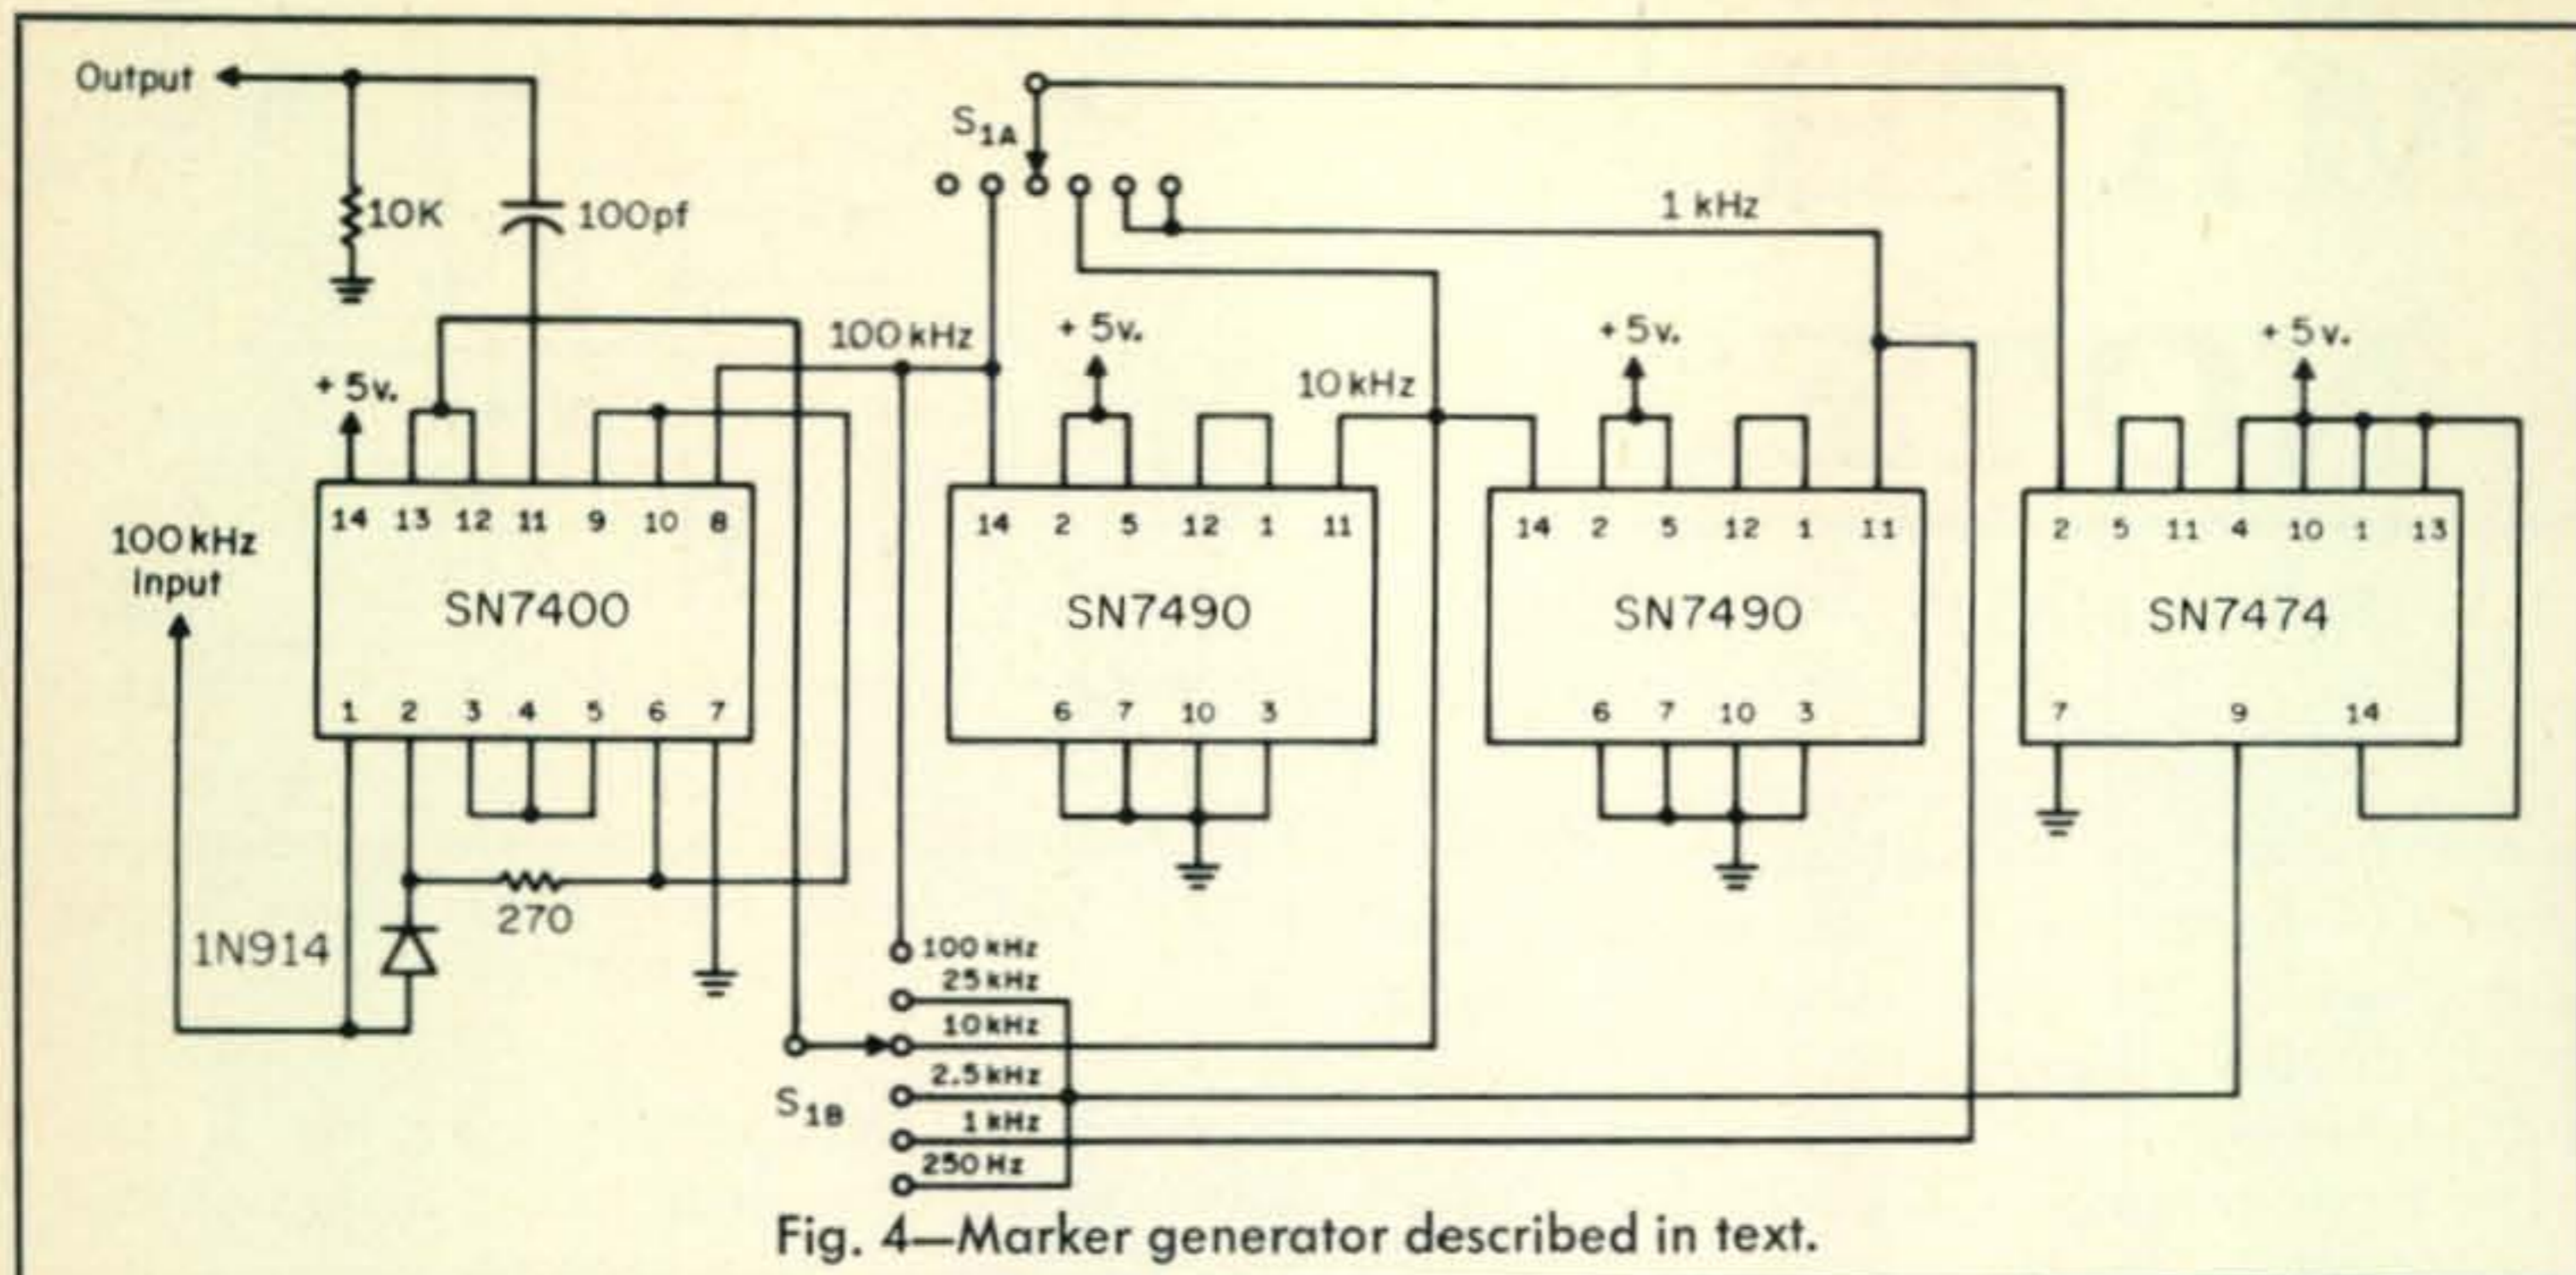 Output
S1A
10K
100pf
1 kHz
100 kHz
+ 5v.
+ 5v.
+ 5v.
+ 5v.
10 kHz
14 13 12 11 9 10 8
SN7400
1 2 3 4 5 6 7
100 kHz
input
14 2 5 12 1 11
SN7490
6 7 10 3
14 2 5 12 1 11
SN7490
6 7 10 3
2 5 11 4 10 1 13
SN7474
7 9 14
270
1N914
100 kHz
25 kHz
10 kHz
2.5 kHz
S1B
1 kHz
250 Hz
Fig. 4—Marker generator described in text.